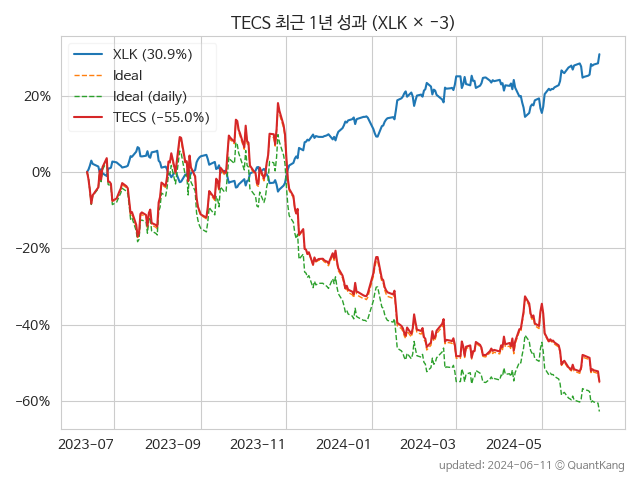 TECS 최근 1년 성과 (XLK × −3)
XLK (30.9%)
Ideal
Ideal (daily)
TECS (−55.0%)
20%
0%
−20%
−40%
−60%
2023−07
2023−09
2023−11
2024−01
2024−03
2024−05
updated: 2024−06−11 ⓒ QuantKang